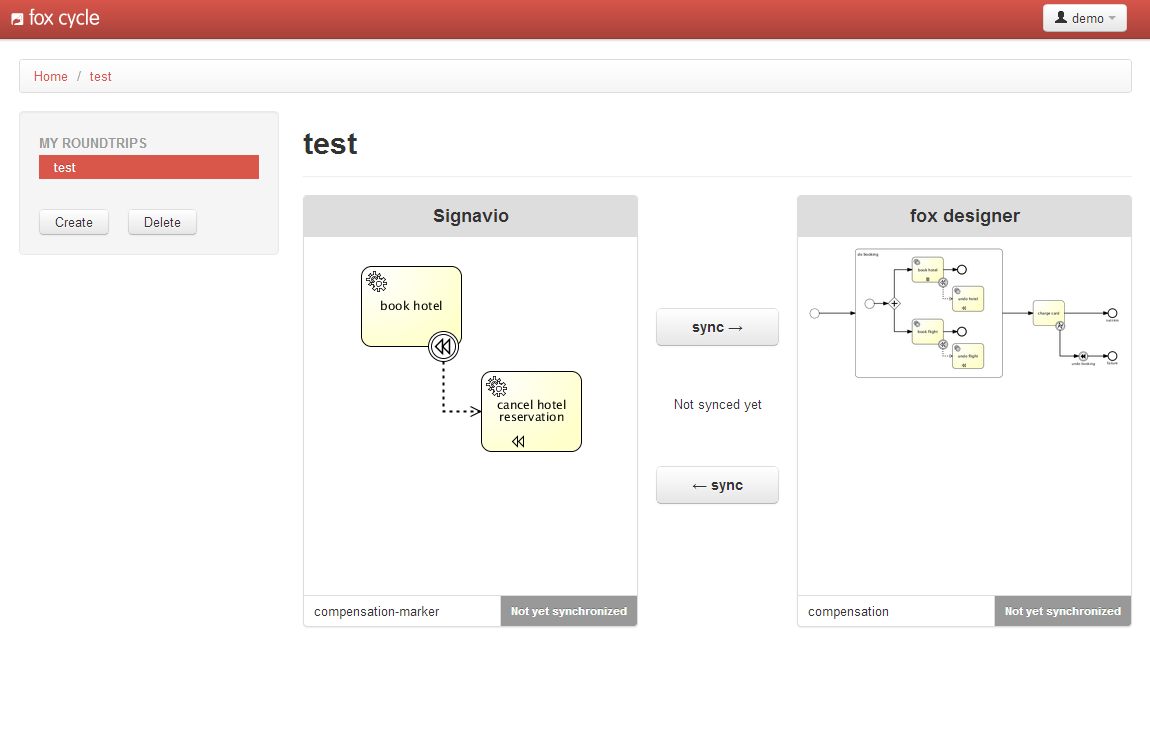 fox cycle
demo
Home / test
MY ROUNDTRIPS
test
Create
Delete
test
Signavio
book hotel
cancel hotel
reservation
compensation-marker
Not yet synchronized
sync →
Not synced yet
← sync
fox designer
do booking
book hotel
undo hotel
book flight
undo flight
charge card
success
undo booking
failure
compensation
Not yet synchronized